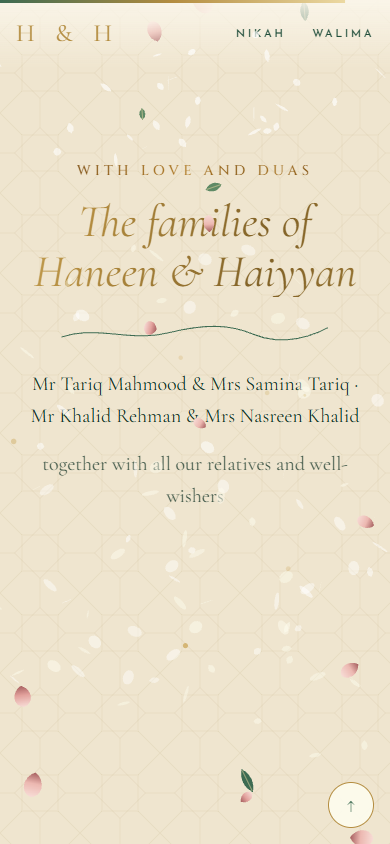 H & H
NIKAH WALIMA
WITH LOVE AND DUAS
The families of
Haneen & Haiyyan
Mr Tariq Mahmood & Mrs Samina Tariq ·
Mr Khalid Rehman & Mrs Nasreen Khalid
together with all our relatives and well-
wishers
↑